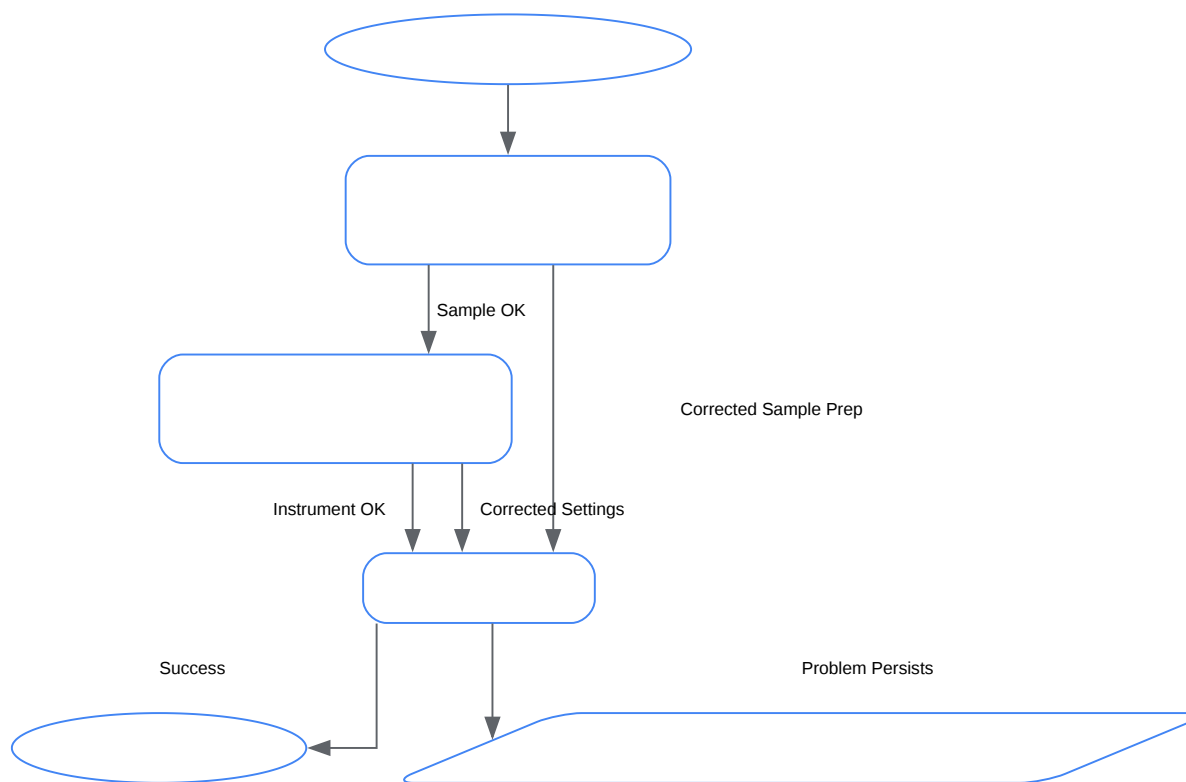 Sample OK
Corrected Sample Prep
Instrument OK
Corrected Settings
Success
Problem Persists